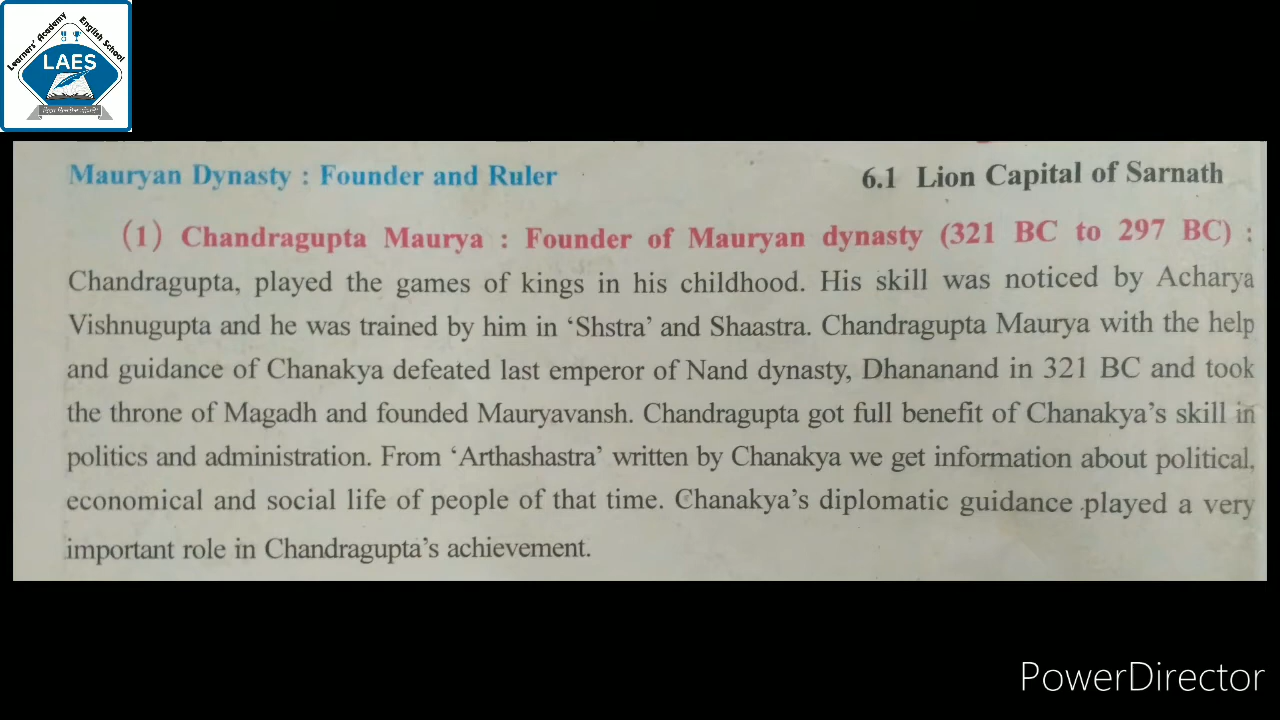 Learners' Academy English School
LAES
Mauryan Dynasty : Founder and Ruler
6.1 Lion Capital of Sarnath
(1) Chandragupta Maurya : Founder of Mauryan dynasty (321 BC to 297 BC) :
Chandragupta, played the games of kings in his childhood. His skill was noticed by Acharya
Vishnugupta and he was trained by him in ‘Shstra’ and Shaastra. Chandragupta Maurya with the help
and guidance of Chanakya defeated last emperor of Nand dynasty, Dhananand in 321 BC and took
the throne of Magadh and founded Mauryavansh. Chandragupta got full benefit of Chanakya’s skill in
politics and administration. From ‘Arthashastra’ written by Chanakya we get information about political,
economical and social life of people of that time. Chanakya’s diplomatic guidance played a very
important role in Chandragupta’s achievement.
PowerDirector